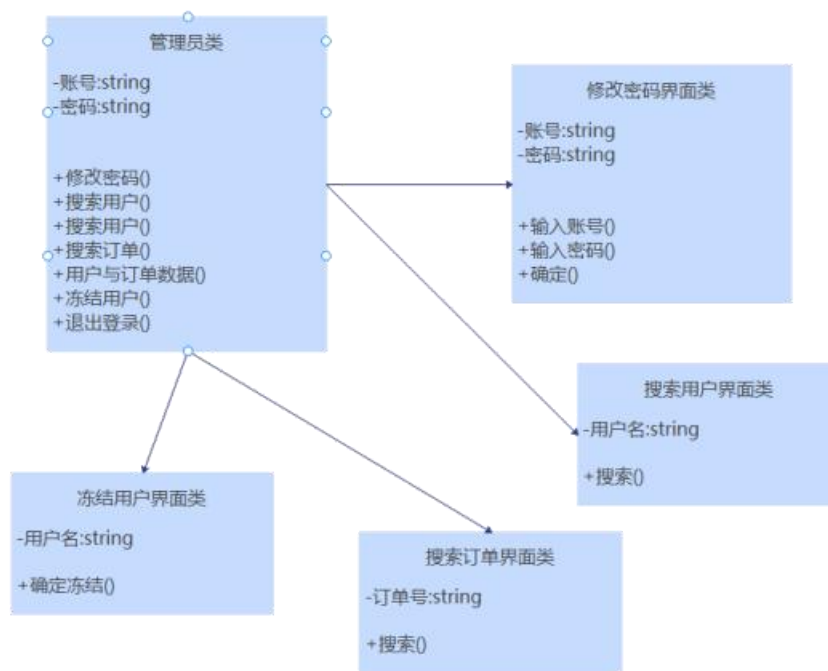 管理员类
-账号:string
-密码:string
+修改密码()
+搜索用户()
+搜索用户()
+搜索订单()
+用户与订单数据()
+冻结用户()
+退出登录()
修改密码界面类
-账号:string
-密码:string
+输入账号()
+输入密码()
+确定()
搜索用户界面类
-用户名:string
+搜索()
冻结用户界面类
-用户名:string
+确定冻结()
搜索订单界面类
-订单号:string
+搜索()